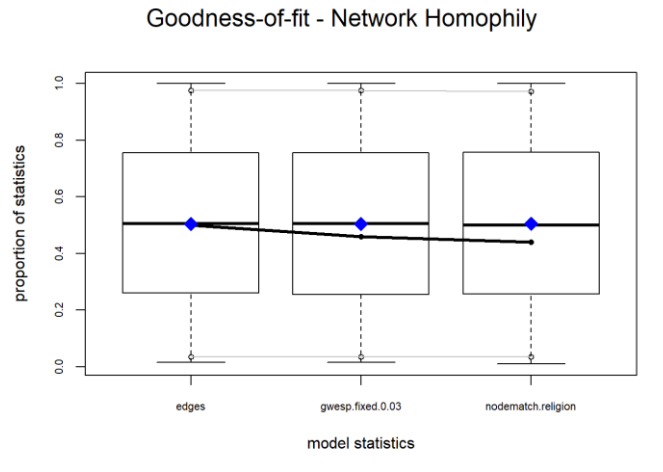 Goodness-of-fit - Network Homophily
proportion of statistics
1.0
0.8
0.6
0.4
0.2
0.0
edges gwesp.fixed.0.03 nodematch.religion
model statistics